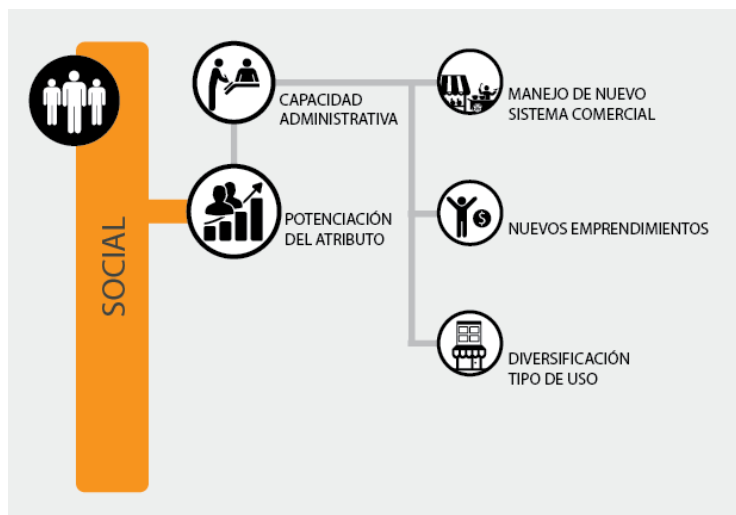 SOCIAL
CAPACIDAD
ADMINISTRATIVA
POTENCIACIÓN
DEL ATRIBUTO
MANEJO DE NUEVO
SISTEMA COMERCIAL
$
NUEVOS EMPRENDIMIENTOS
DIVERSIFICACIÓN
TIPO DE USO